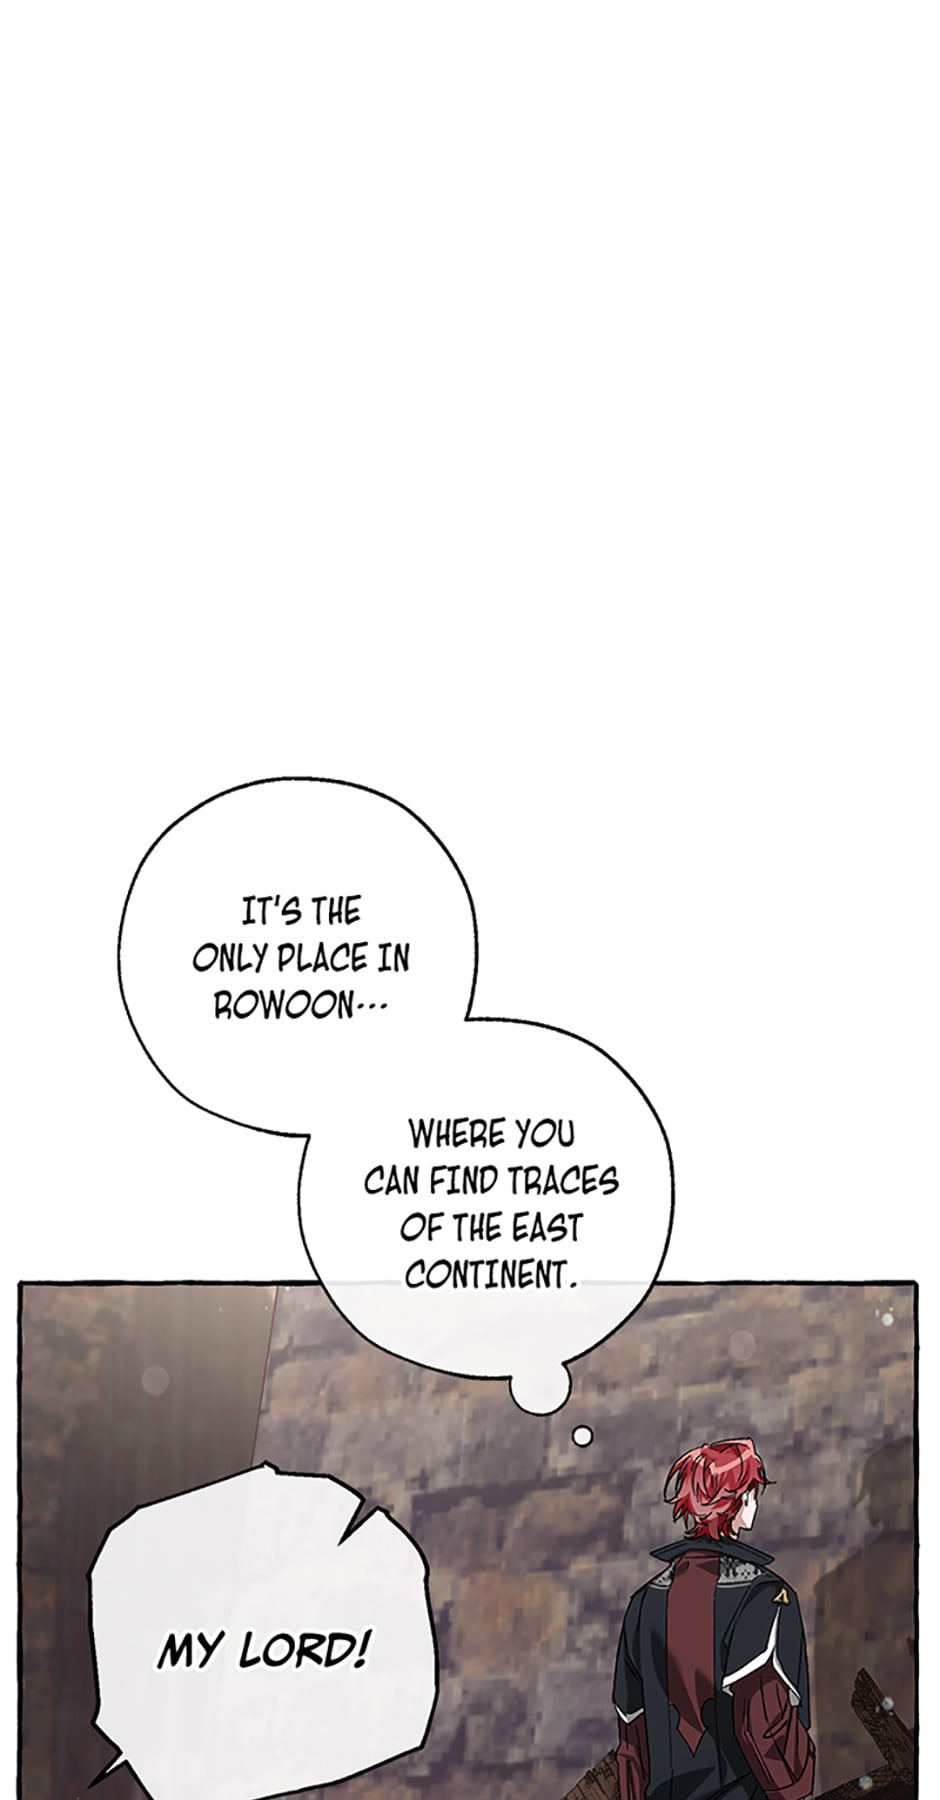 IT'S THE
ONLY PLACE IN
ROWOON...
WHERE YOU
CAN FIND TRACES
OF THE EAST
CONTINENT.
MY LORD!